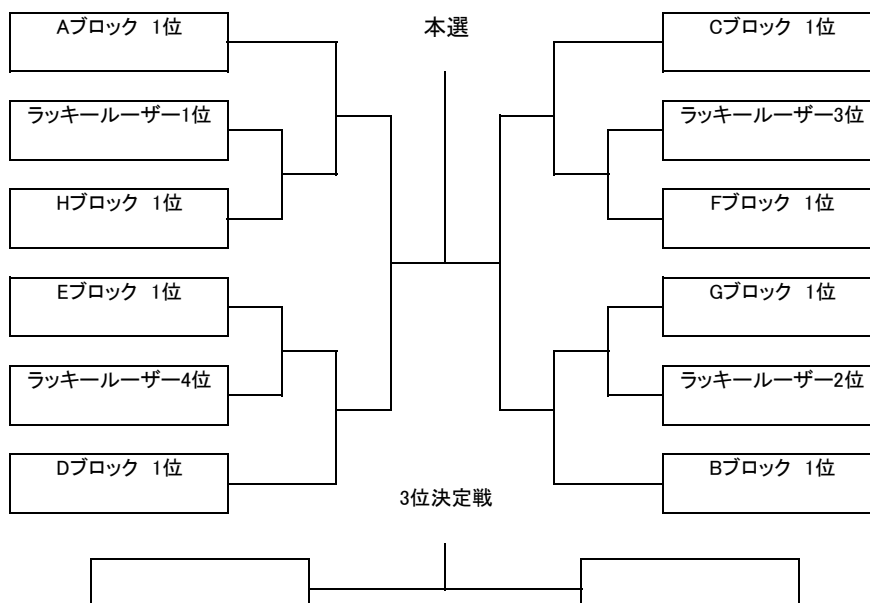 本選
Aブロック 1位
ラッキールーザー1位
Hブロック 1位
Eブロック 1位
ラッキールーザー4位
Dブロック 1位
Cブロック 1位
ラッキールーザー3位
Fブロック 1位
Gブロック 1位
ラッキールーザー2位
Bブロック 1位
3位決定戦